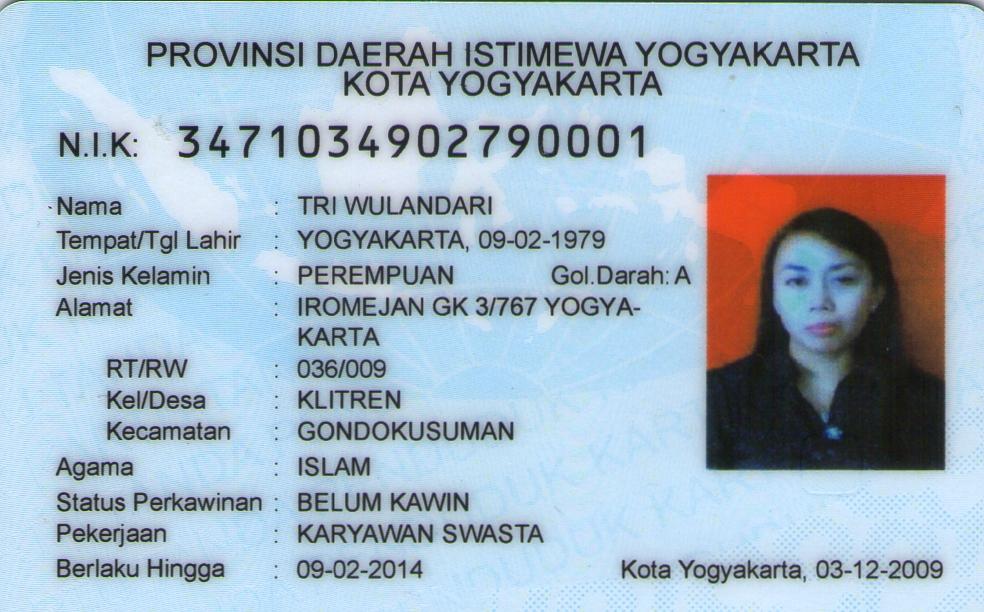 PROVINSI DAERAH ISTIMEWA YOGYAKARTA
KOTA YOGYAKARTA
N.I.K: 3471034902790001
Nama : TRI WULANDARI
Tempat/Tgl Lahir : YOGYAKARTA, 09-02-1979
Jenis Kelamin : PEREMPUAN Gol.Darah: A
Alamat : IROMEJAN GK 3/767 YOGYA-
KARTA
RT/RW : 036/009
Kel/Desa : KLITREN
Kecamatan : GONDOKUSUMAN
Agama : ISLAM
Status Perkawinan : BELUM KAWIN
Pekerjaan : KARYAWAN SWASTA
Berlaku Hingga : 09-02-2014 Kota Yogyakarta, 03-12-2009